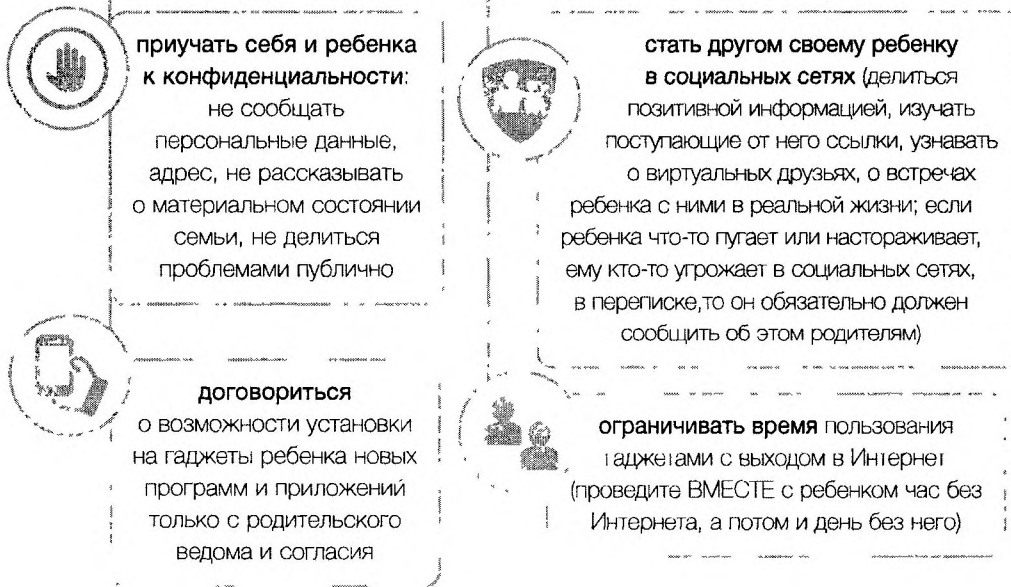 приучать себя и ребенка
к конфиденциальности:
не сообщать
персональные данные,
адрес, не рассказывать
о материальном состоянии
семьи, не делиться
проблемами публично
договориться
о возможности установки
на гаджеты ребенка новых
программ и приложений
только с родительского
ведома и согласия
стать другом своему ребенку
в социальных сетях (делиться
позитивной информацией, изучать
поступающие от него ссылки, узнавать
о виртуальных друзьях, о встречах
ребенка с ними в реальной жизни; если
ребенка что-то пугает или настораживает,
ему кто-то угрожает в социальных сетях,
в переписке,то он обязательно должен
сообщить об этом родителям)
ограничивать время пользования
гаджетами с выходом в Интернет
(проведите ВМЕСТЕ с ребенком час без
Интернета, а потом и день без него)